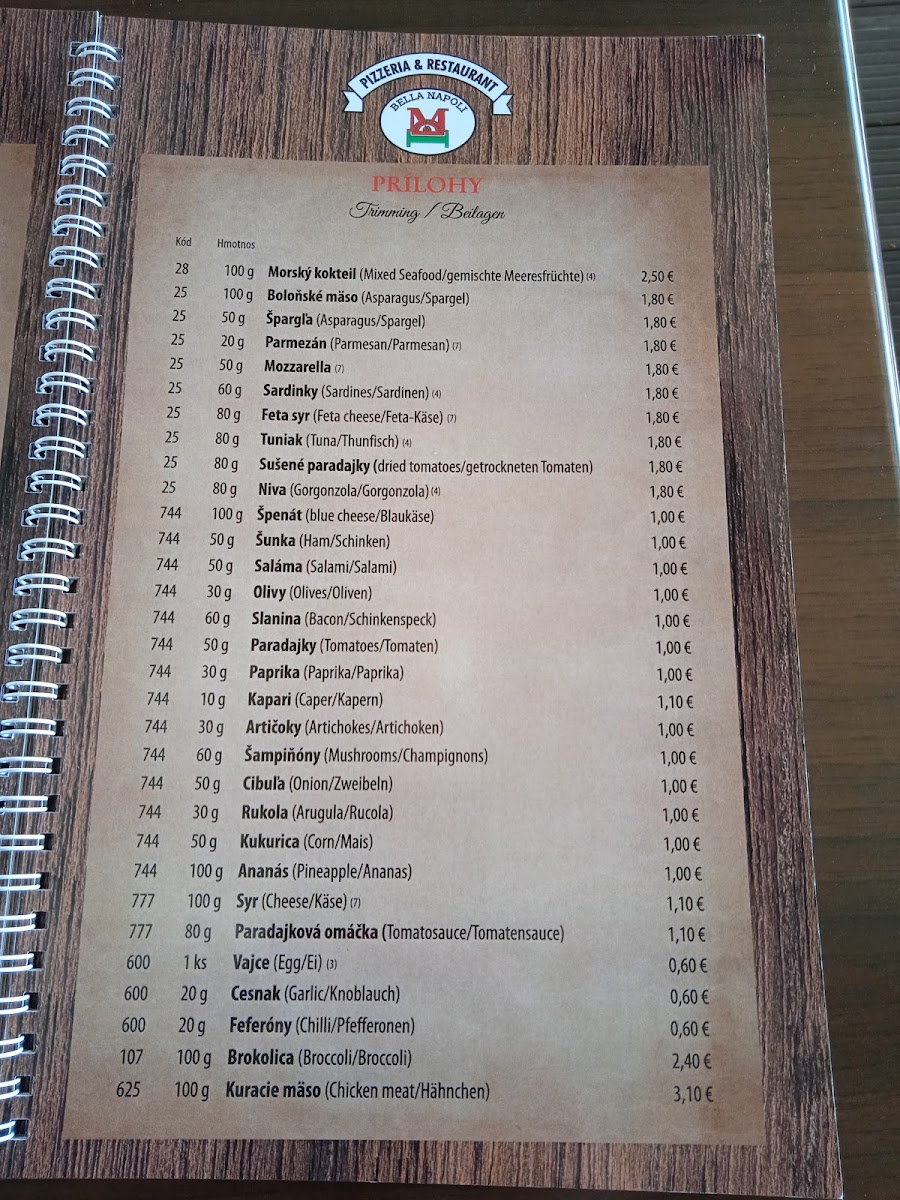 PIZZERIA & RESTAURANT
BELLA NAPOLI
PRÍLOHY
Trimming / Beilagen
Kód Hmotnos
28 100 g Morský kokteil (Mixed Seafood/gemischte Meeresfrüchte) (4) 2,50 €
25 100 g Boloňské mäso (Asparagus/Spargel) 1,80 €
25 50 g Špargľa (Asparagus/Spargel) 1,80 €
25 20 g Parmezán (Parmesan/Parmesan) (7) 1,80 €
25 50 g Mozzarella (7) 1,80 €
25 60 g Sardinky (Sardines/Sardinen) (4) 1,80 €
25 80 g Feta syr (Feta cheese/Feta-Käse) (7) 1,80 €
25 80 g Tuniak (Tuna/Thunfisch) (4) 1,80 €
25 80 g Sušené paradajky (dried tomatoes/getrockneten Tomaten) 1,80 €
25 80 g Niva (Gorgonzola/Gorgonzola) (4) 1,80 €
744 100 g Špenát (blue cheese/Blaukäse) 1,00 €
744 50 g Šunka (Ham/Schinken) 1,00 €
744 50 g Saláma (Salami/Salami) 1,00 €
744 30 g Olivy (Olives/Oliven) 1,00 €
744 60 g Slanina (Bacon/Schinkenspeck) 1,00 €
744 50 g Paradajky (Tomatoes/Tomaten) 1,00 €
744 30 g Paprika (Paprika/Paprika) 1,00 €
744 10 g Kapari (Caper/Kapern) 1,10 €
744 30 g Artičoky (Artichokes/Artichoken) 1,00 €
744 60 g Šampiňóny (Mushrooms/Champignons) 1,00 €
744 50 g Cibuľa (Onion/Zweibeln) 1,00 €
744 30 g Rukola (Arugula/Rucola) 1,00 €
744 50 g Kukurica (Corn/Mais) 1,00 €
744 100 g Ananás (Pineapple/Ananas) 1,00 €
777 100 g Syr (Cheese/Käse) (7) 1,10 €
777 80 g Paradajková omáčka (Tomatosauce/Tomatensauce) 1,10 €
600 1 ks Vajce (Egg/Ei) (3) 0,60 €
600 20 g Cesnak (Garlic/Knoblauch) 0,60 €
600 20 g Feferóny (Chilli/Pfefferonen) 0,60 €
107 100 g Brokolica (Broccoli/Broccoli) 2,40 €
625 100 g Kuracie mäso (Chicken meat/Hähnchen) 3,10 €